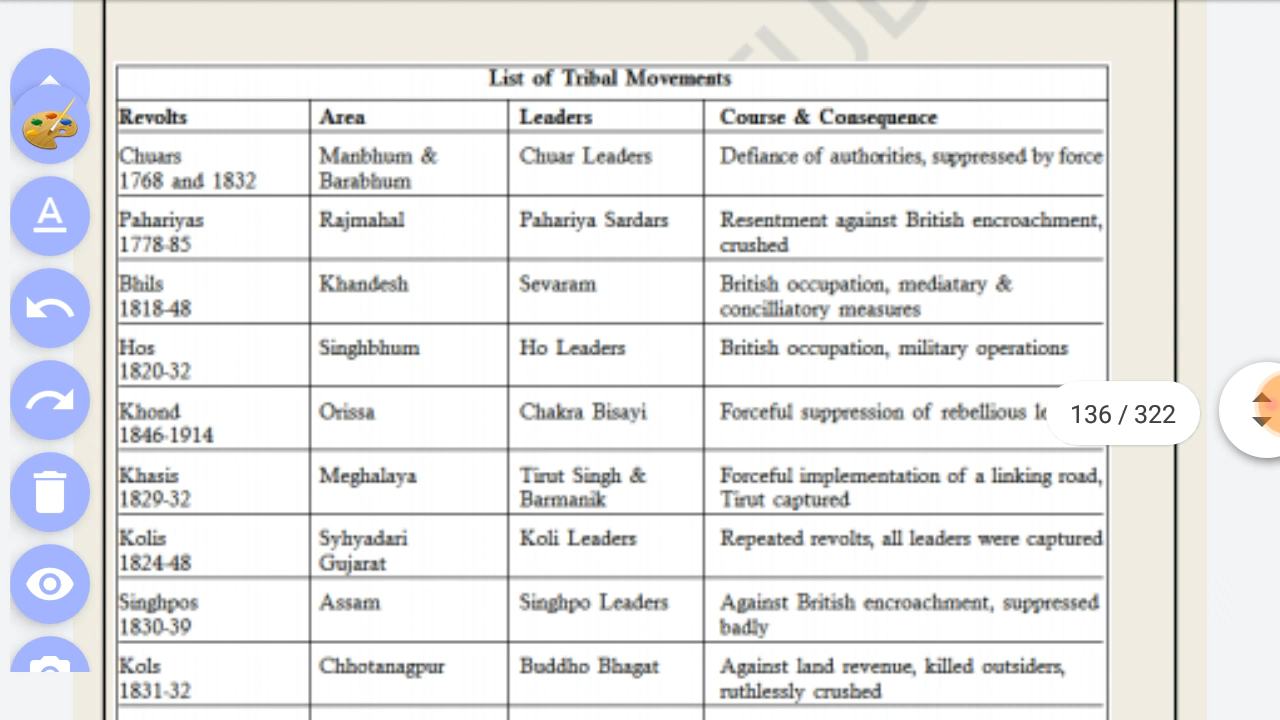 List of Tribal Movements
Revolts Area Leaders Course & Consequence
Chuars Manbhum & Chuar Leaders Defiance of authorities, suppressed by force
1768 and 1832 Barabhum
Pahariyas Rajmahal Pahariya Sardars Resentment against British encroachment,
1778-85 crushed
Bhils Khandesh Sevaram British occupation, mediatary &
1818-48 concilliatory measures
Hos Singhbhum Ho Leaders British occupation, military operations
1820-32
Khond Orissa Chakra Bisayi Forceful suppression of rebellious
1846-1914
136 / 322
Khasis Meghalaya Tirut Singh & Forceful implementation of a linking road,
1829-32 Barmanik Tirut captured
Kolis Syhyadari Koli Leaders Repeated revolts, all leaders were captured
1824-48 Gujarat
Singhpos Assam Singhpo Leaders Against British encroachment, suppressed
1830-39 badly
Kols Chhotanagpur Buddho Bhagat Against land revenue, killed outsiders,
1831-32 ruthlessly crushed
A